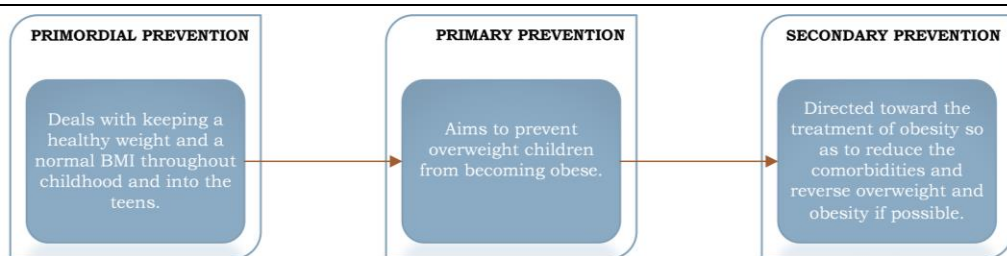 PRIMORDIAL PREVENTION
Deals with keeping a
healthy weight and a
normal BMI throughout
childhood and into the
teens.
PRIMARY PREVENTION
Aims to prevent
overweight children
from becoming obese.
SECONDARY PREVENTION
Directed toward the
treatment of obesity so
as to reduce the
comorbidities and
reverse overweight and
obesity if possible.